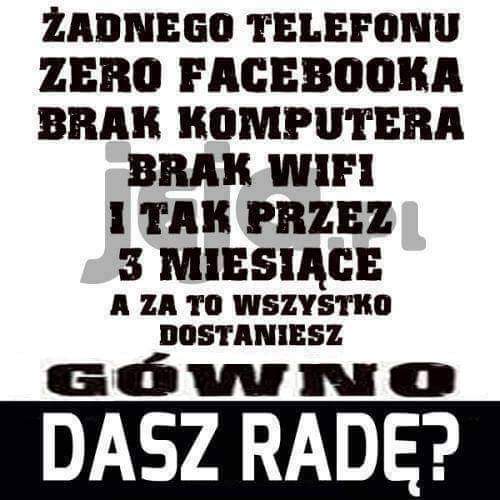 ŻADNEGO TELEFONU
ZERO FACEBOOKA
BRAK KOMPUTERA
BRAK WIFI
I TAK PRZEZ
3 MIESIĄCE
A ZA TO WSZYSTKO
DOSTANIESZ
GÓWNO
DASZ RADĘ?